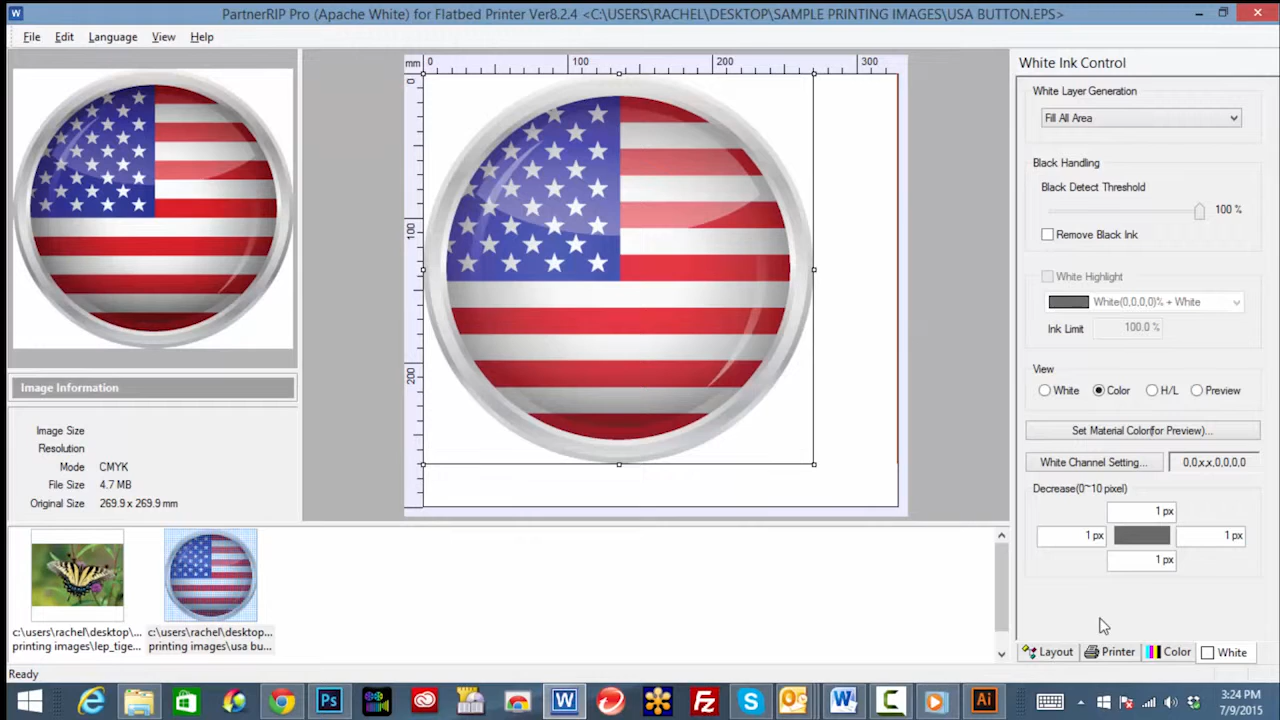 PartnerRIP Pro (Apache White) for Flatbed Printer Ver8.2.4 <C:\USERS\RACHEL\DESKTOP\SAMPLE PRINTING IMAGES\USA BUTTON.EPS>
File Edit Language View Help
mm 0 100 200 300
0
100
200
White Ink Control
White Layer Generation
Fill All Area
Black Handling
Black Detect Threshold
100 %
Remove Black Ink
White Highlight
White(0,0,0,0)% + White
Ink Limit 100.0 %
View
White Color H/L Preview
Set Material Color(for Preview)...
White Channel Setting... 0,0,x,x,0,0,0,0
Decrease(0~10 pixel)
1 px
1 px 1 px
1 px
Layout Printer Color White
Image Information
Image Size
Resolution
Mode CMYK
File Size 4.7 MB
Original Size 269.9 x 269.9 mm
c:\users\rachel\desktop\... printing images\lep_tige...
c:\users\rachel\desktop... printing images\usa bu...
Ready
3:24 PM
7/9/2015